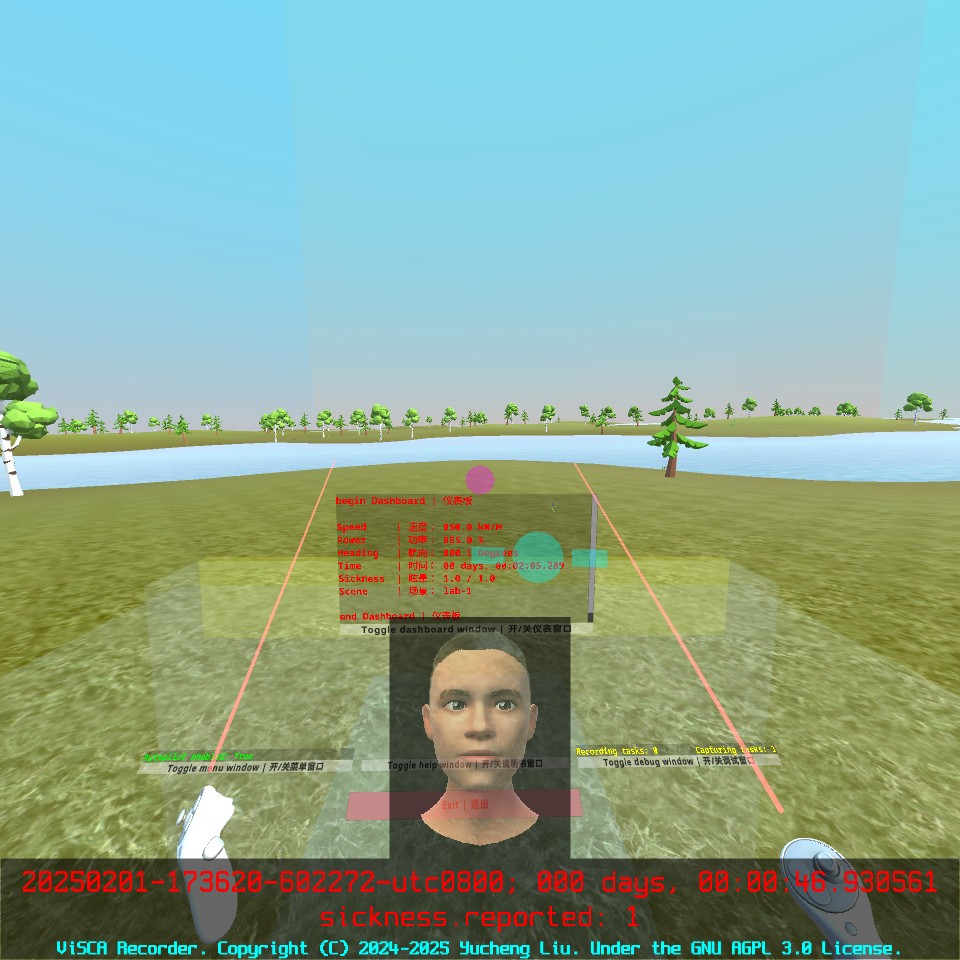 begin Dashboard | 仪表板
Speed | 速度: 050.0 km/h
Power | 功率: 065.0 %
Heading | 航向: 080.1 Degrees
Time | 时间: 00 days, 00:02:05.289
Sickness | 眩晕: 1.0 / 1.0
Scene | 场景: lab-1
end Dashboard | 仪表板
Toggle dashboard window | 开/关仪表窗口
Recording tasks: 0 Capturing tasks: 1
Toggle menu window | 开/关菜单窗口
Toggle help window | 开/关说明书窗口
Toggle debug window | 开/关调试窗口
Exit | 退出
20250201-173620-602272-utc0800; 000 days, 00:00:46.930561
sickness.reported: 1
ViSCA Recorder. Copyright (C) 2024-2025 Yucheng Liu. Under the GNU AGPL 3.0 License.